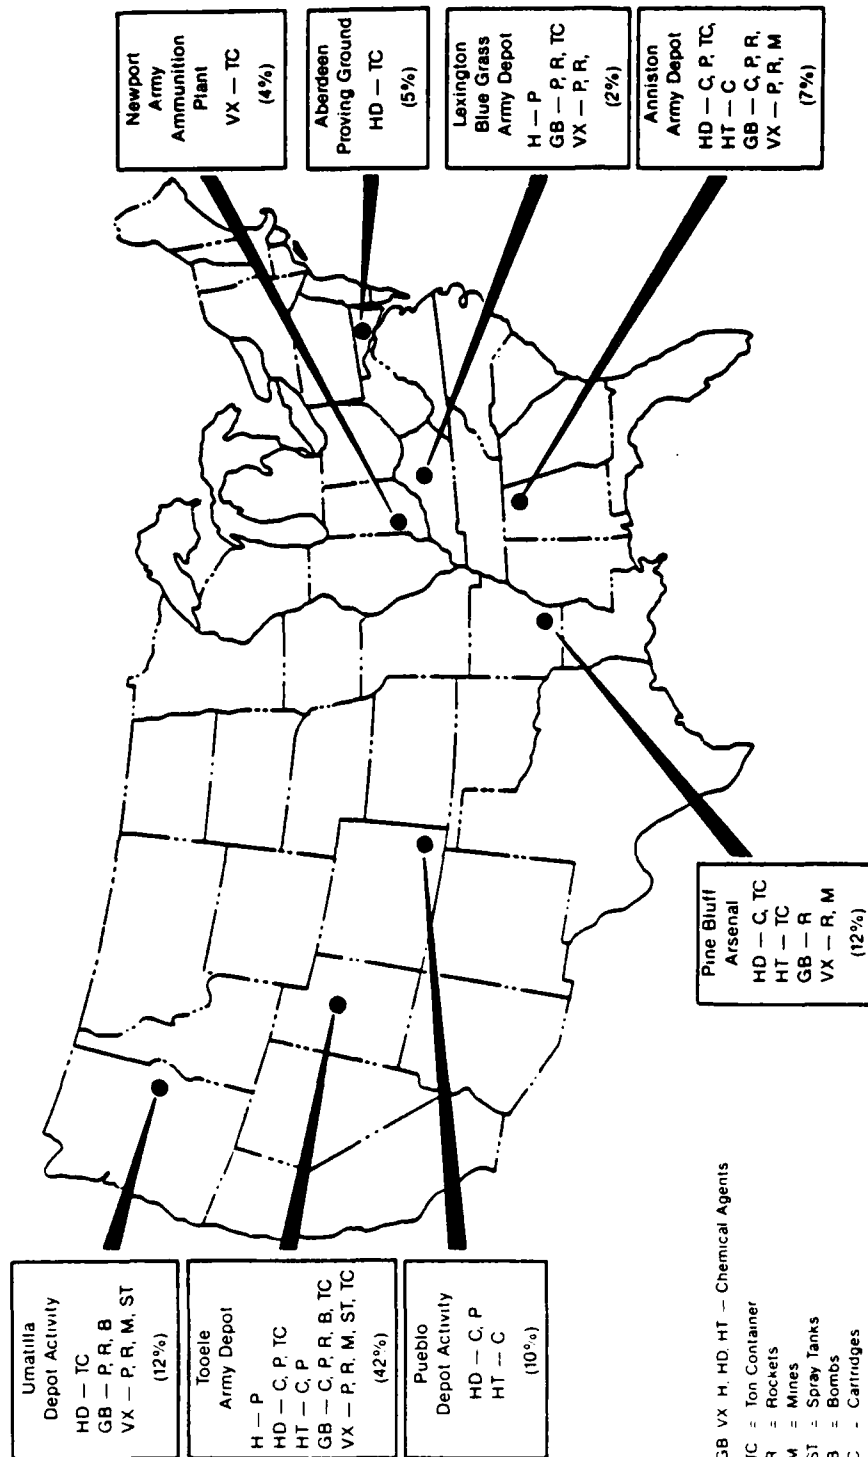 Umatilla
Depot Activity
HD — TC
GB — P, R, B
VX — P, R, M, ST
(12%)
Tooele
Army Depot
H — P
HD — C, P, TC
HT — C, P
GB — C, P, R, B, TC
VX — P, R, M, ST, TC
(42%)
Pueblo
Depot Activity
HD — C, P
HT — C
(10%)
Pine Bluff
Arsenal
HD — C, TC
HT — TC
GB — R
VX — R, M
(12%)
Newport
Army
Ammunition
Plant
VX — TC
(4%)
Aberdeen
Proving Ground
HD — TC
(5%)
Lexington
Blue Grass
Army Depot
H — P
GB — P, R, TC
VX — P, R,
(2%)
Anniston
Army Depot
HD — C, P, TC,
HT — C
GB — C, P, R,
VX — P, R, M
(7%)
GB VX H, HD, HT — Chemical Agents
TC = Ton Container
R = Rockets
M = Mines
ST = Spray Tanks
B = Bombs
C - Cartridges